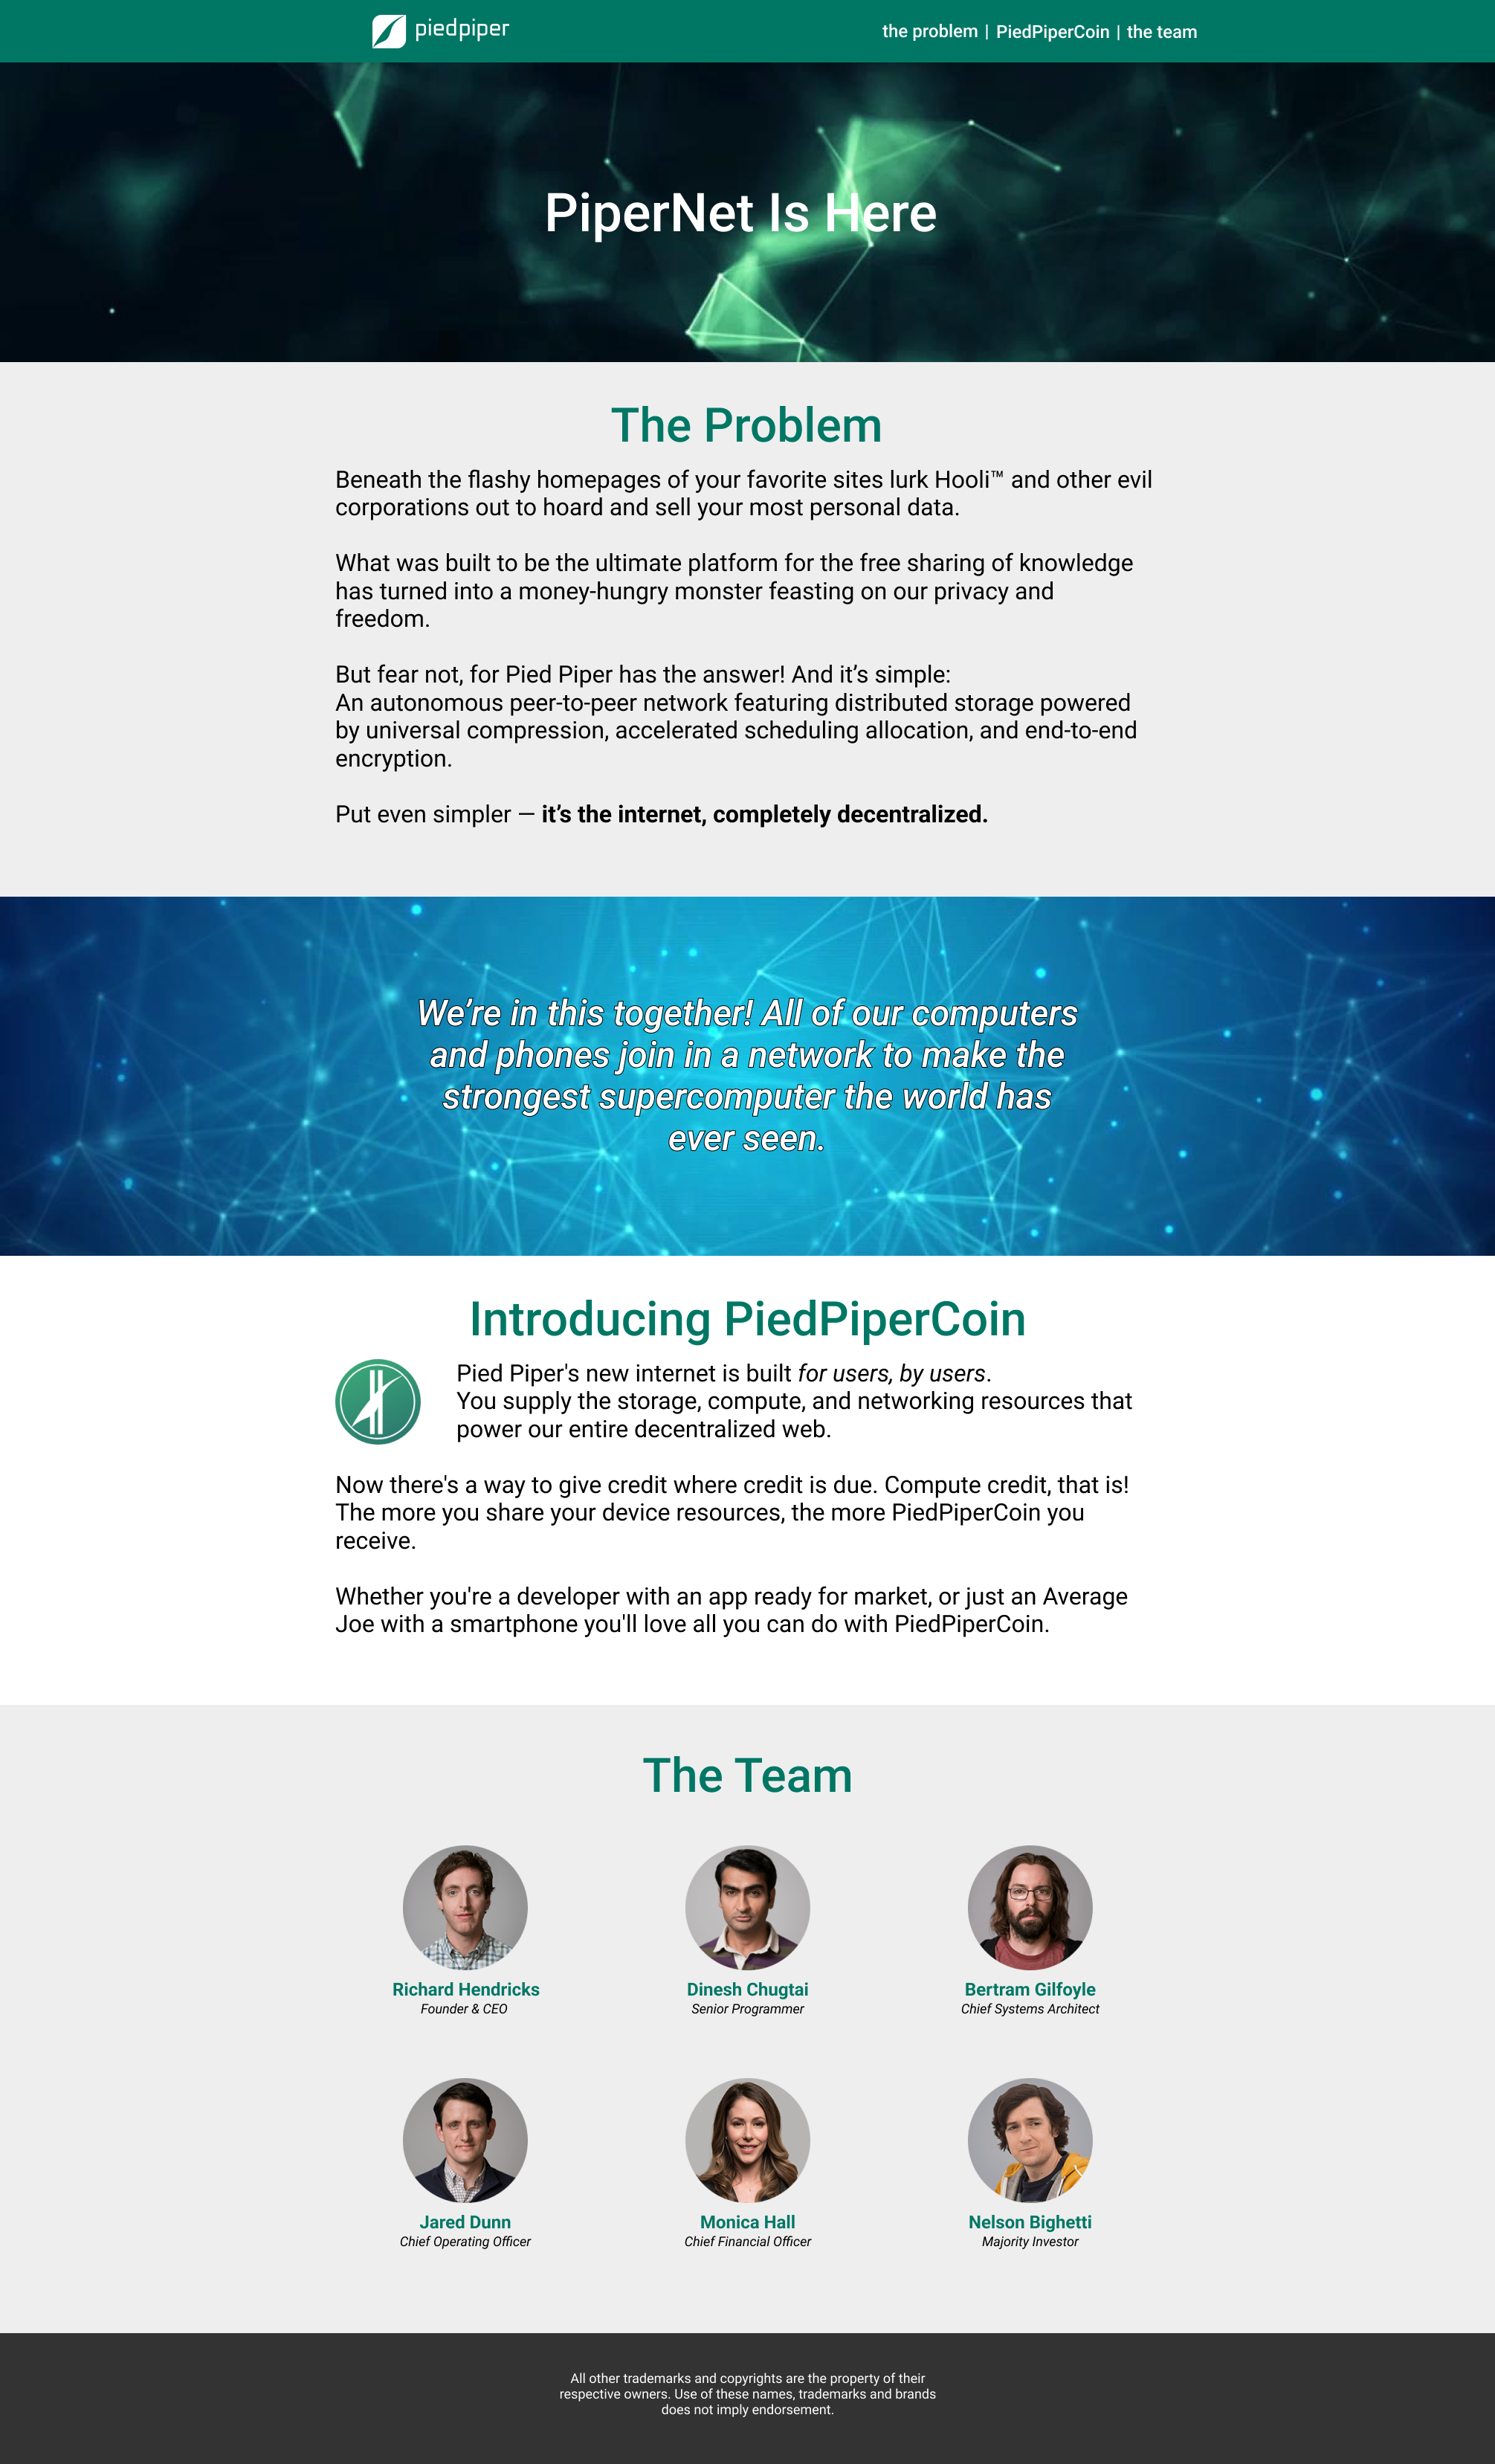 piedpiper
the problem | PiedPiperCoin | the team
PiperNet Is Here
The Problem
Beneath the flashy homepages of your favorite sites lurk Hooli™ and other evil
corporations out to hoard and sell your most personal data.
What was built to be the ultimate platform for the free sharing of knowledge
has turned into a money-hungry monster feasting on our privacy and
freedom.
But fear not, for Pied Piper has the answer! And it’s simple:
An autonomous peer-to-peer network featuring distributed storage powered
by universal compression, accelerated scheduling allocation, and end-to-end
encryption.
Put even simpler — it’s the internet, completely decentralized.
We’re in this together! All of our computers
and phones join in a network to make the
strongest supercomputer the world has
ever seen.
Introducing PiedPiperCoin
Pied Piper's new internet is built for users, by users.
You supply the storage, compute, and networking resources that
power our entire decentralized web.
Now there's a way to give credit where credit is due. Compute credit, that is!
The more you share your device resources, the more PiedPiperCoin you
receive.
Whether you're a developer with an app ready for market, or just an Average
Joe with a smartphone you'll love all you can do with PiedPiperCoin.
The Team
Richard Hendricks
Founder & CEO
Dinesh Chugtai
Senior Programmer
Bertram Gilfoyle
Chief Systems Architect
Jared Dunn
Chief Operating Officer
Monica Hall
Chief Financial Officer
Nelson Bighetti
Majority Investor
All other trademarks and copyrights are the property of their
respective owners. Use of these names, trademarks and brands
does not imply endorsement.